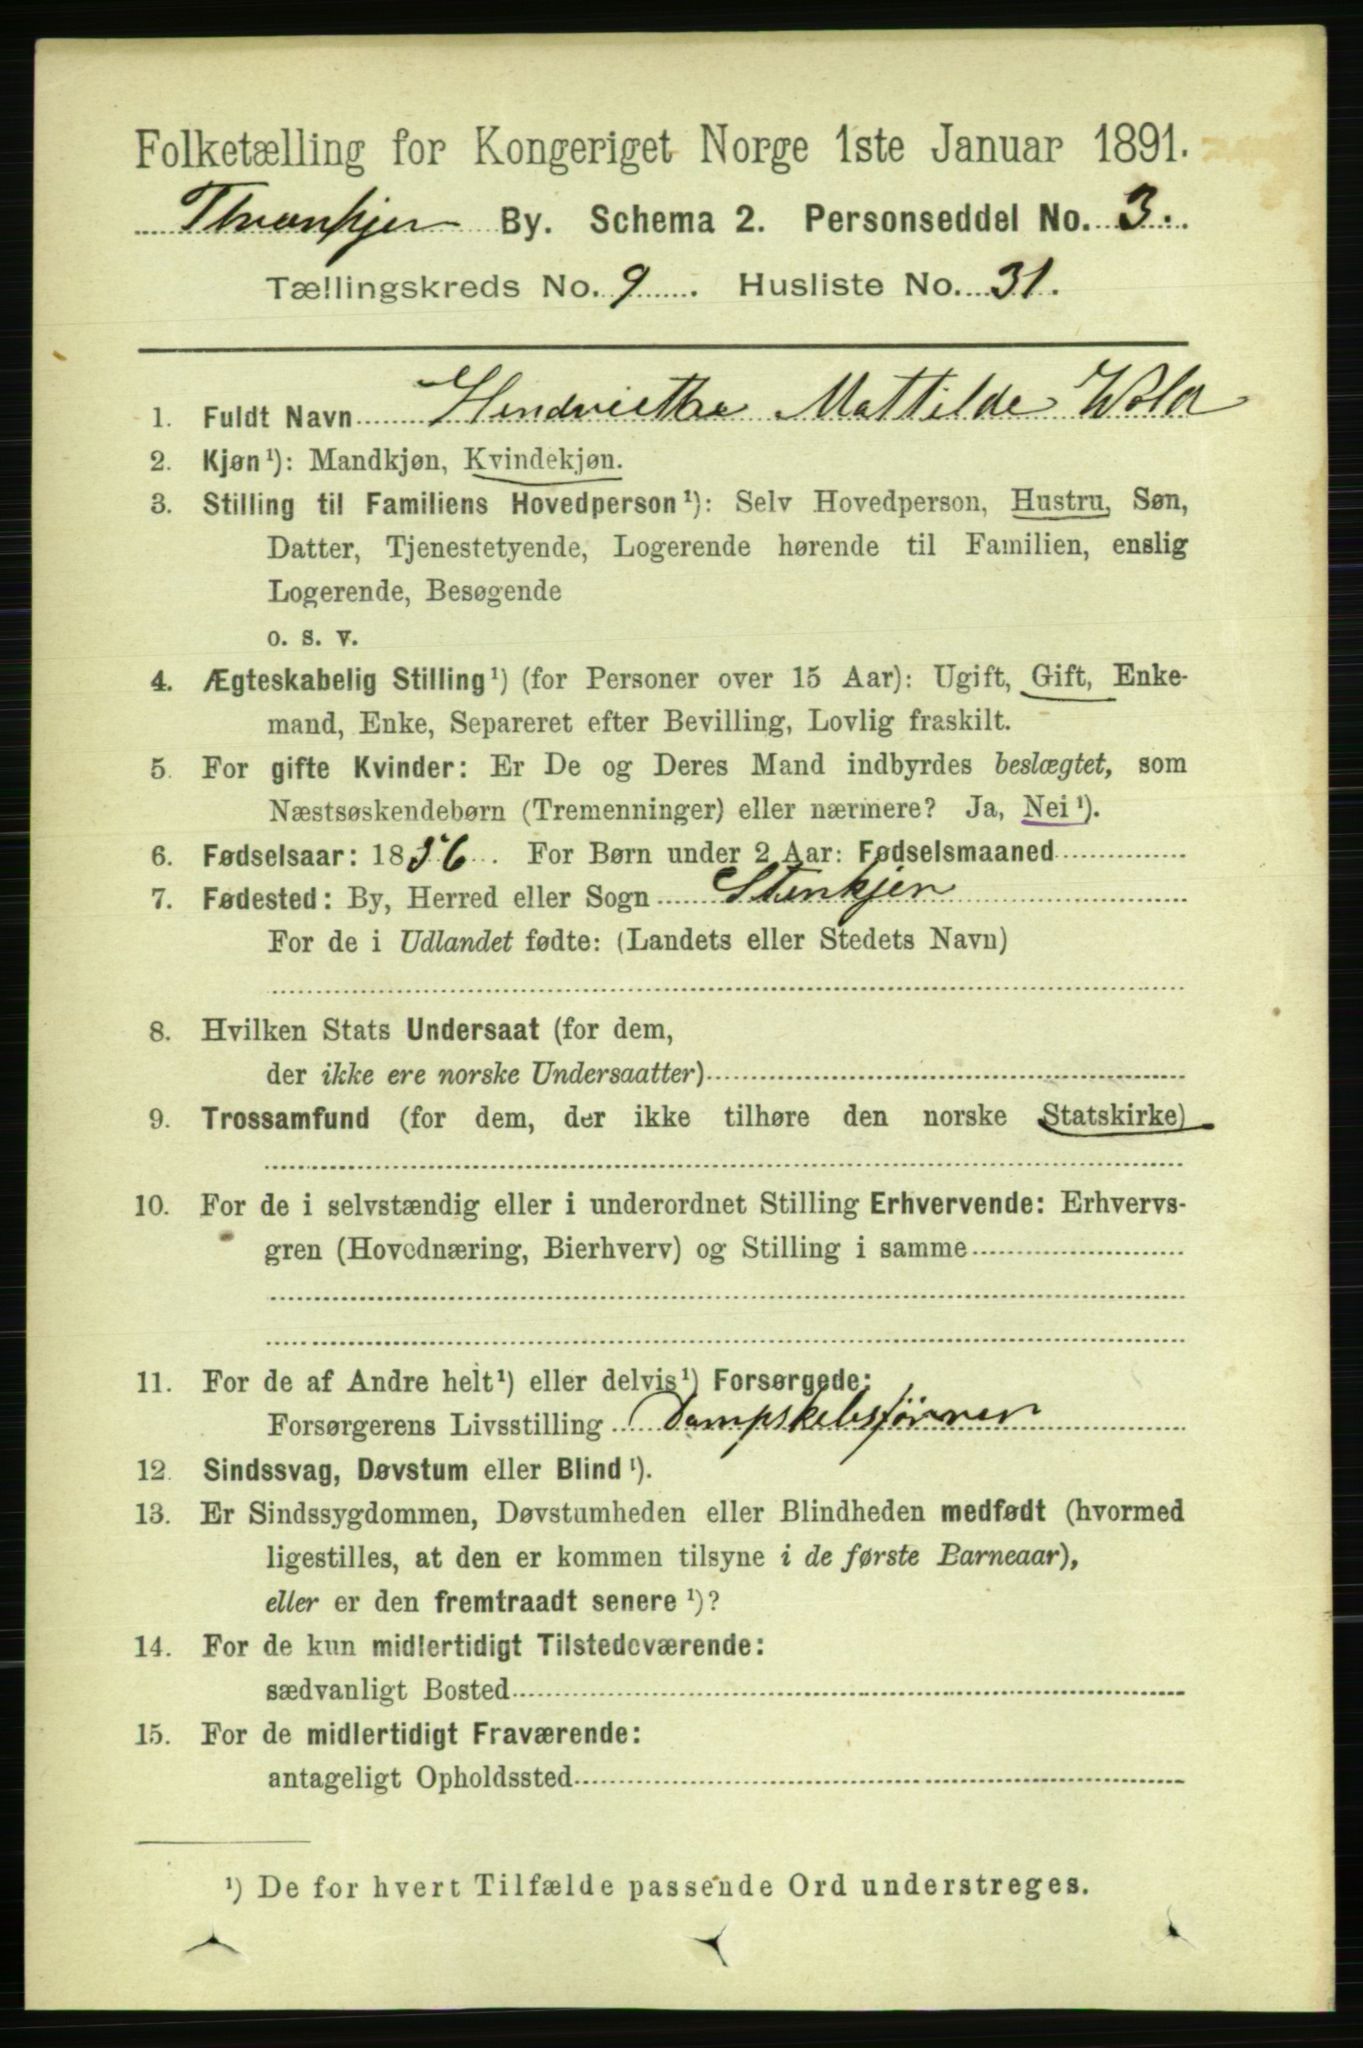 Folketælling for Kongeriget Norge 1ste Januar 1891.
By. Schema 2. Personseddel No. 3.
Tællingskreds No. 9. Husliste No. 31.
1. Fuldt Navn Hendriette Mattilde Wold
2. Kjøn¹): Mandkjøn, Kvindekjøn.
3. Stilling til Familiens Hovedperson¹): Selv Hovedperson, Hustru, Søn,
Datter, Tjenestetyende, Logerende hørende til Familien, enslig
Logerende, Besøgende
o. s. v.
4. Ægteskabelig Stilling¹) (for Personer over 15 Aar): Ugift, Gift, Enke-
mand, Enke, Separeret efter Bevilling, Lovlig fraskilt.
5. For gifte Kvinder: Er De og Deres Mand indbyrdes beslægtet, som
Næstsøskendebørn (Tremenninger) eller nærmere? Ja, Nei¹).
6. Fødselsaar: 1856. For Børn under 2 Aar: Fødselsmaaned
7. Fødested: By, Herred eller Sogn Stenkjer
For de i Udlandet fødte: (Landets eller Stedets Navn)
8. Hvilken Stats Undersaat (for dem,
der ikke ere norske Undersaatter)
9. Trossamfund (for dem, der ikke tilhøre den norske Statskirke)
10. For de i selvstændig eller i underordnet Stilling Erhvervende: Erhvervs-
gren (Hovednæring, Bierhverv) og Stilling i samme
11. For de af Andre helt¹) eller delvis¹) Forsørgede:
Forsørgerens Livsstilling
12. Sindssvag, Døvstum eller Blind¹).
13. Er Sindssygdommen, Døvstumheden eller Blindheden medfødt (hvormed
ligestilles, at den er kommen tilsyne i de første Barneaar),
eller er den fremtraadt senere¹)?
14. For de kun midlertidigt Tilstedeværende:
sædvanligt Bosted
15. For de midlertidigt Fraværende:
antageligt Opholdssted
¹) De for hvert Tilfælde passende Ord understreges.